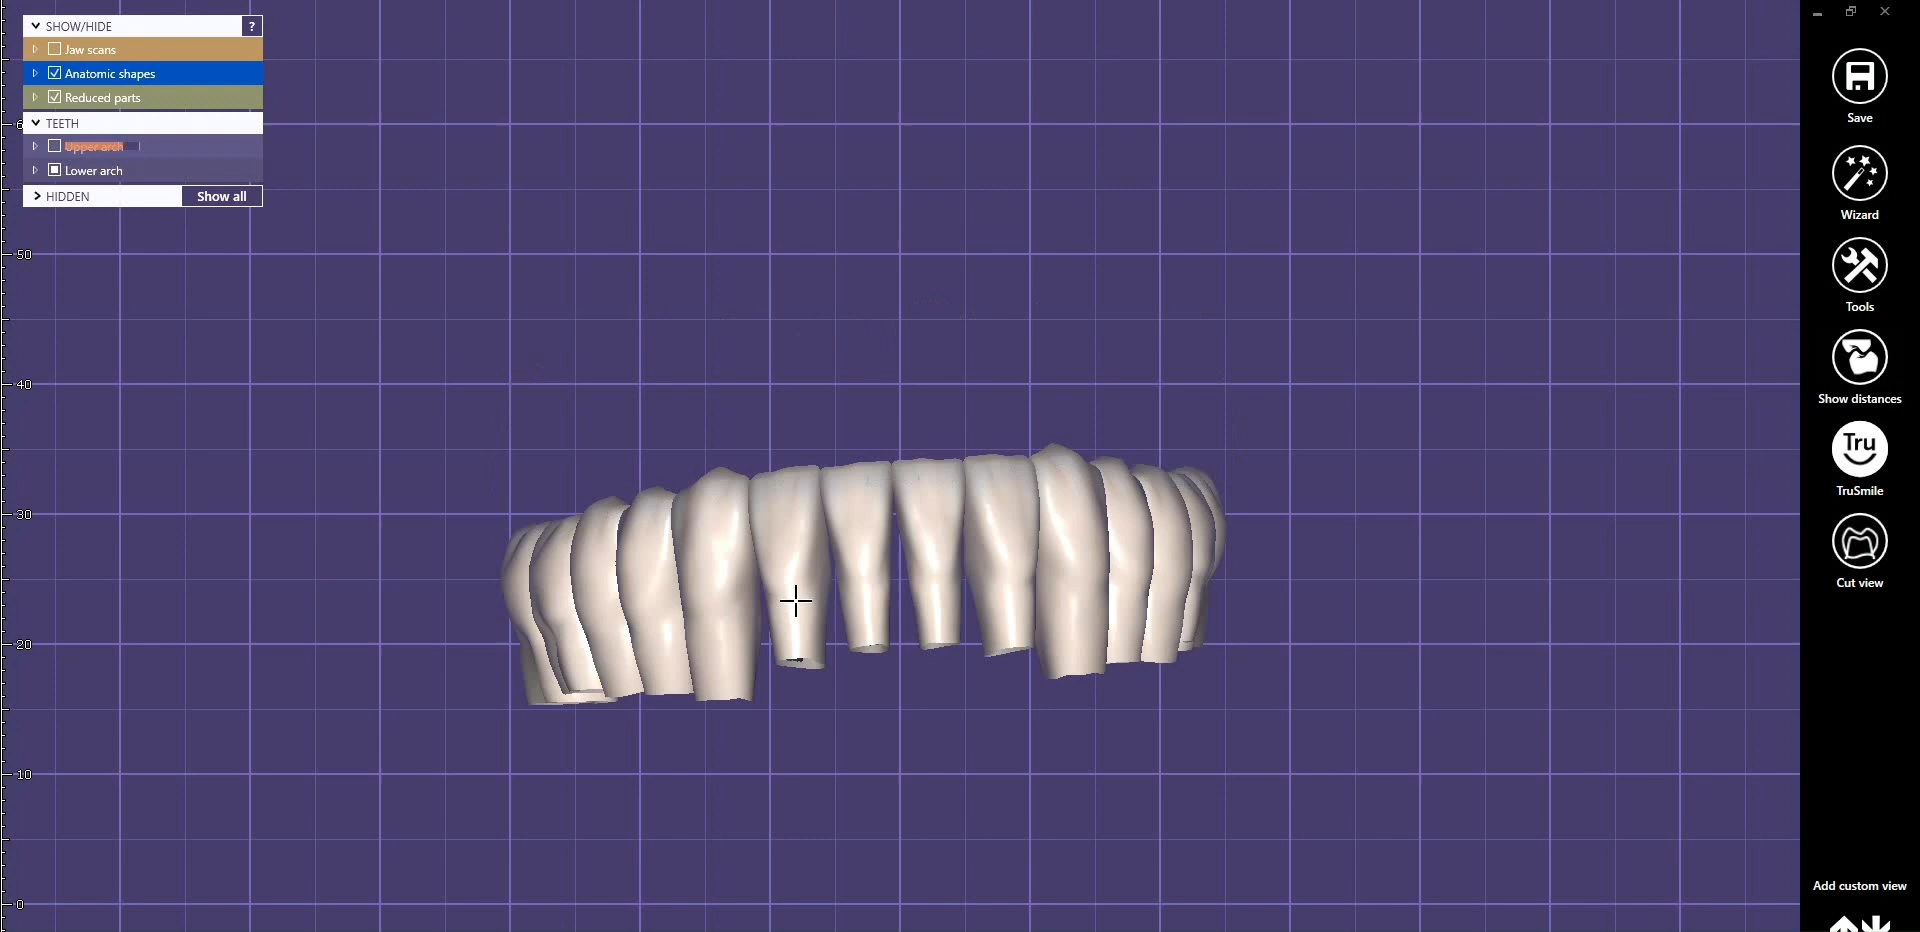 SHOW/HIDE ?
Jaw scans
Anatomic shapes
Reduced parts
TEETH
Upper arch
Lower arch
HIDDEN Show all
6
50
40
30
20
10
0
Save
Wizard
Tools
Show distances
Tru
TruSmile
Cut view
Add custom view